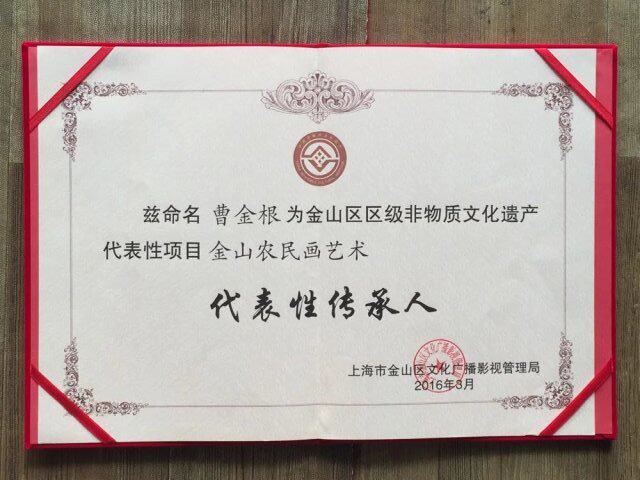 兹命名 曹金根 为金山区区级非物质文化遗产
代表性项目 金山农民画艺术
代表性传承人
上海市金山区文化广播影视管理局
2016年3月